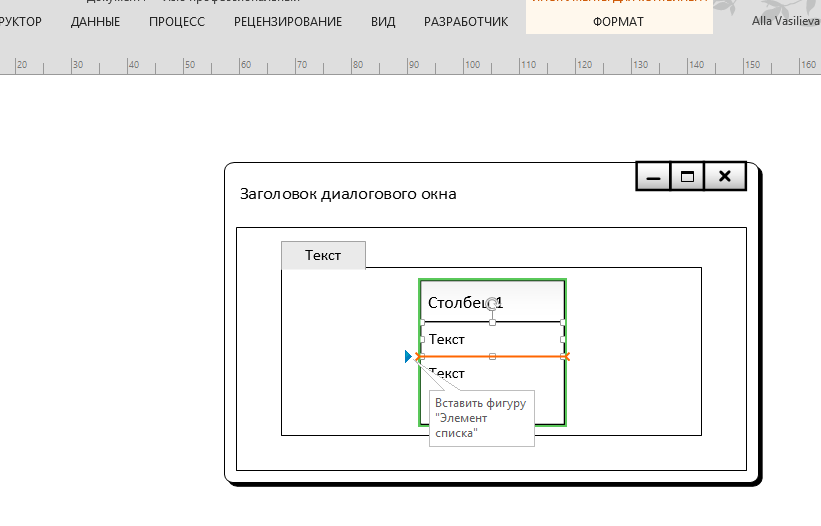 ДАННЫЕ ПРОЦЕСС РЕЦЕНЗИРОВАНИЕ ВИД РАЗРАБОТЧИК ФОРМАТ Alla Vasilieva
20 30 40 50 60 70 80 90 100 110 120 130 140 150 160
Заголовок диалогового окна
Текст
Столбец 1
Текст
Текст
Вставить фигуру
"Элемент
списка"